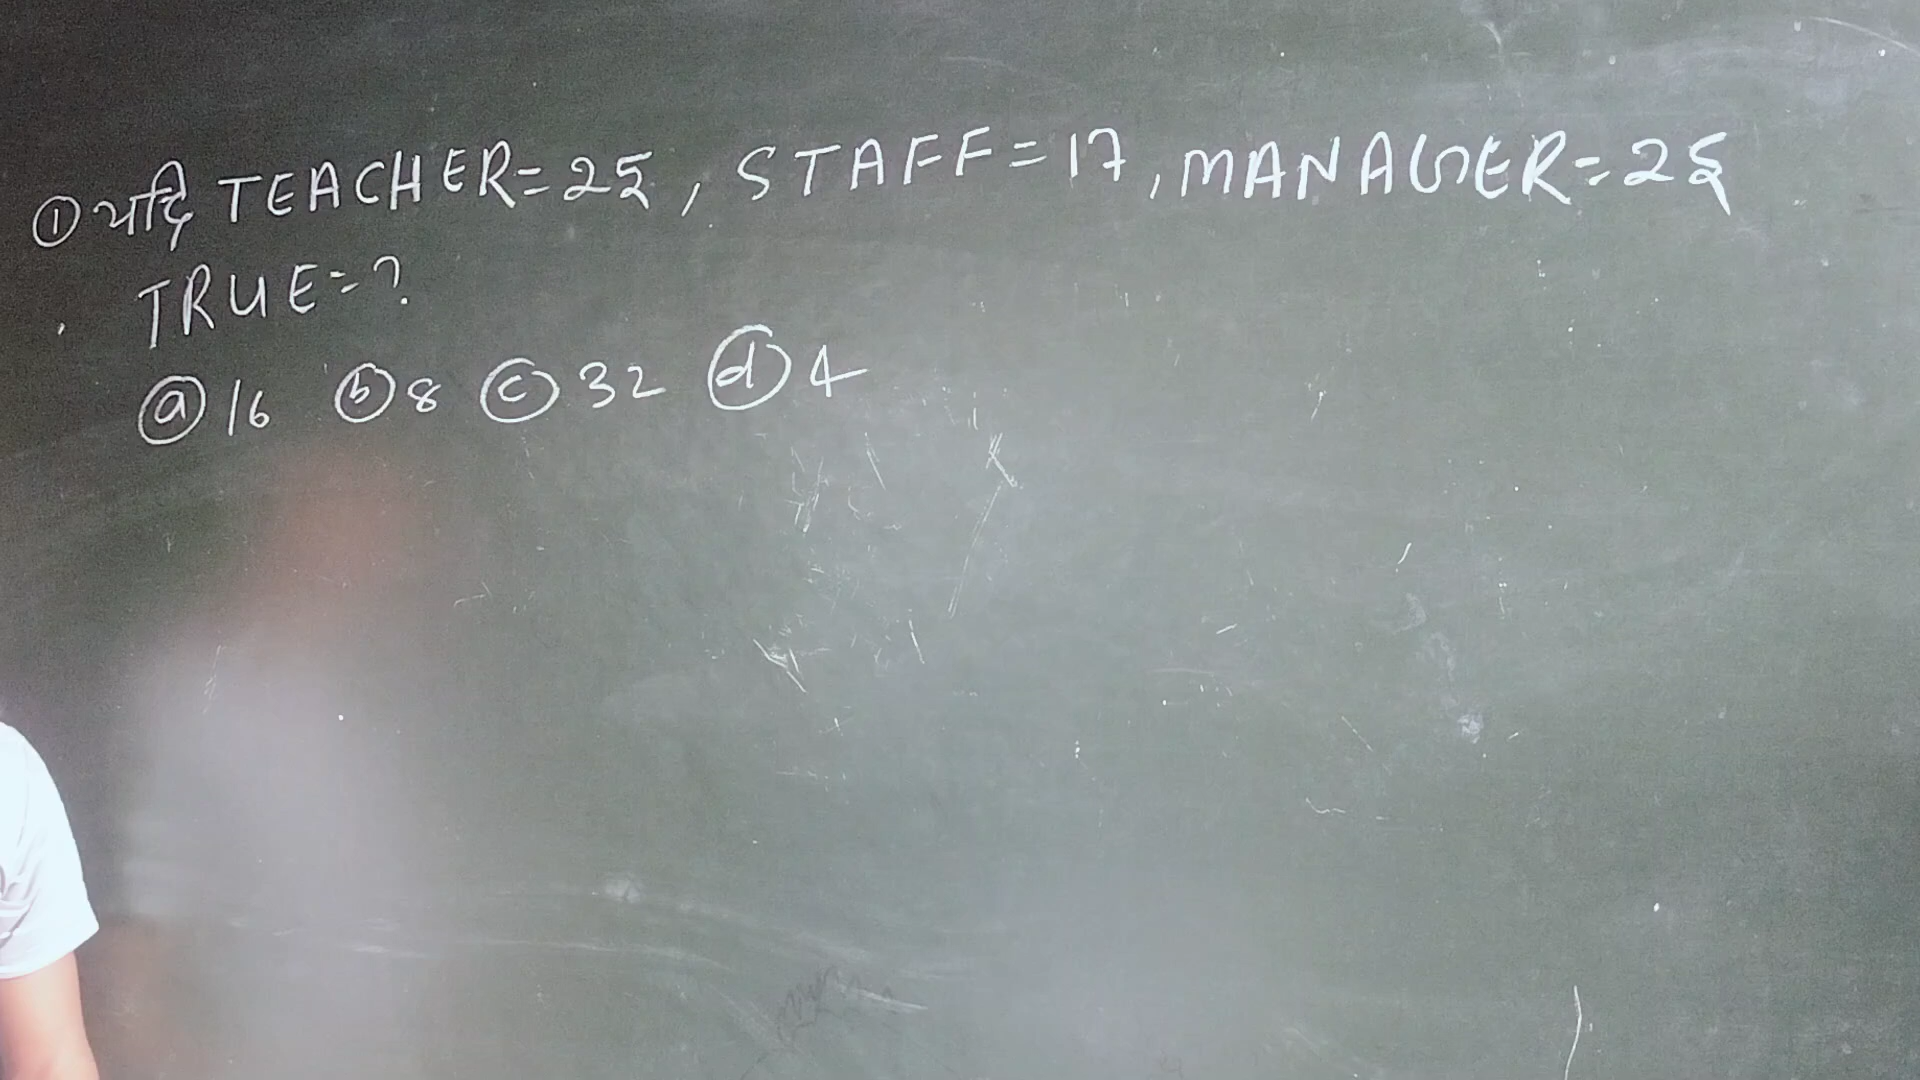 ① यदि TEACHER=25, STAFF=17, MANAGER=25
TRUE=?
ⓐ 16 ⓑ 8 ⓒ 32 ⓓ 4